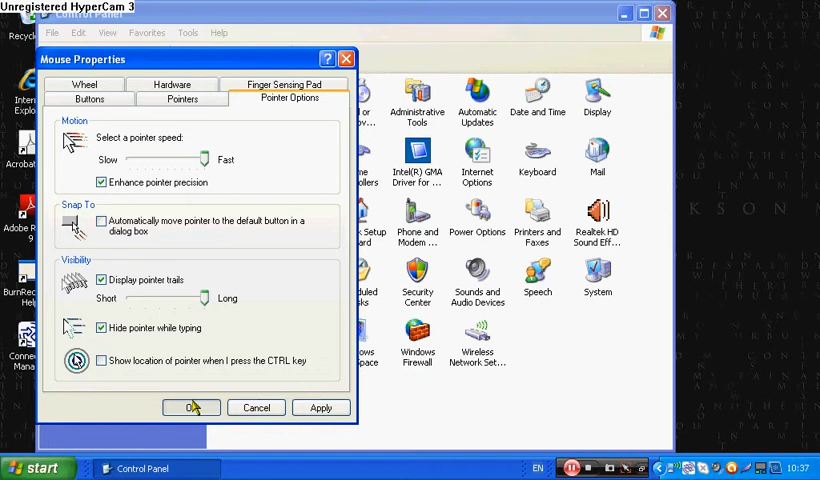 Unregistered HyperCam 3
Control Panel
File Edit View Favorites Tools Help
Mouse Properties
Wheel Hardware Finger Sensing Pad
Buttons Pointers Pointer Options
Motion
Select a pointer speed:
Slow Fast
Enhance pointer precision
Snap To
Automatically move pointer to the default button in a
dialog box
Visibility
Display pointer trails
Short Long
Hide pointer while typing
Show location of pointer when I press the CTRL key
Cancel Apply
Administrative
Tools
Automatic
Updates
Date and Time
Display
Intel(R) GMA
Driver for ...
Internet
Options
Keyboard
Mail
Phone and
Modem ...
Power Options
Printers and
Faxes
Realtek HD
Sound Eff...
Security
Center
Sounds and
Audio Devices
Speech
System
Windows
Firewall
Wireless
Network Set...
start
Control Panel
EN
10:37